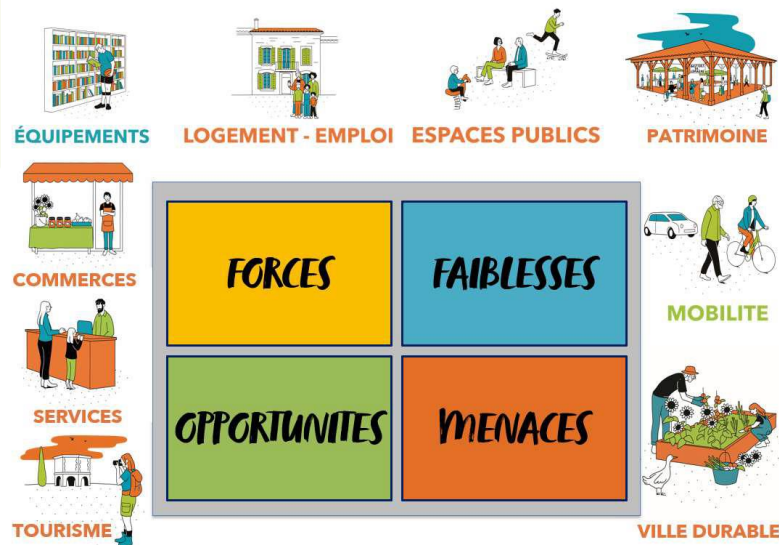 ÉQUIPEMENTS
LOGEMENT - EMPLOI
ESPACES PUBLICS
PATRIMOINE
COMMERCES
SERVICES
TOURISME
FORCES
FAIBLESSES
OPPORTUNITES
MENACES
MOBILITE
VILLE DURABLE